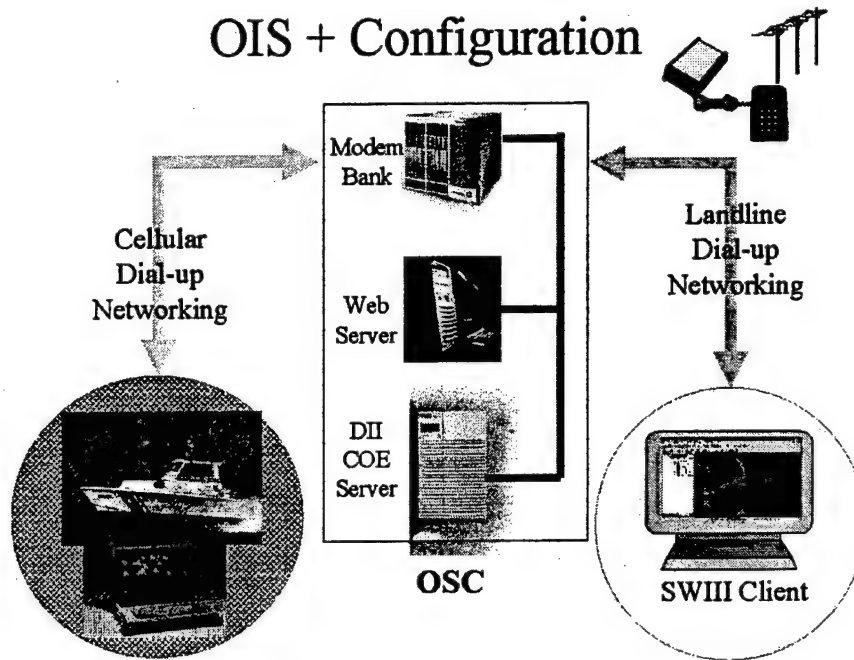 OIS + Configuration
Modem
Bank
Cellular
Dial-up
Networking
Landline
Dial-up
Networking
Web
Server
DII
COE
Server
OSC
SWIII Client